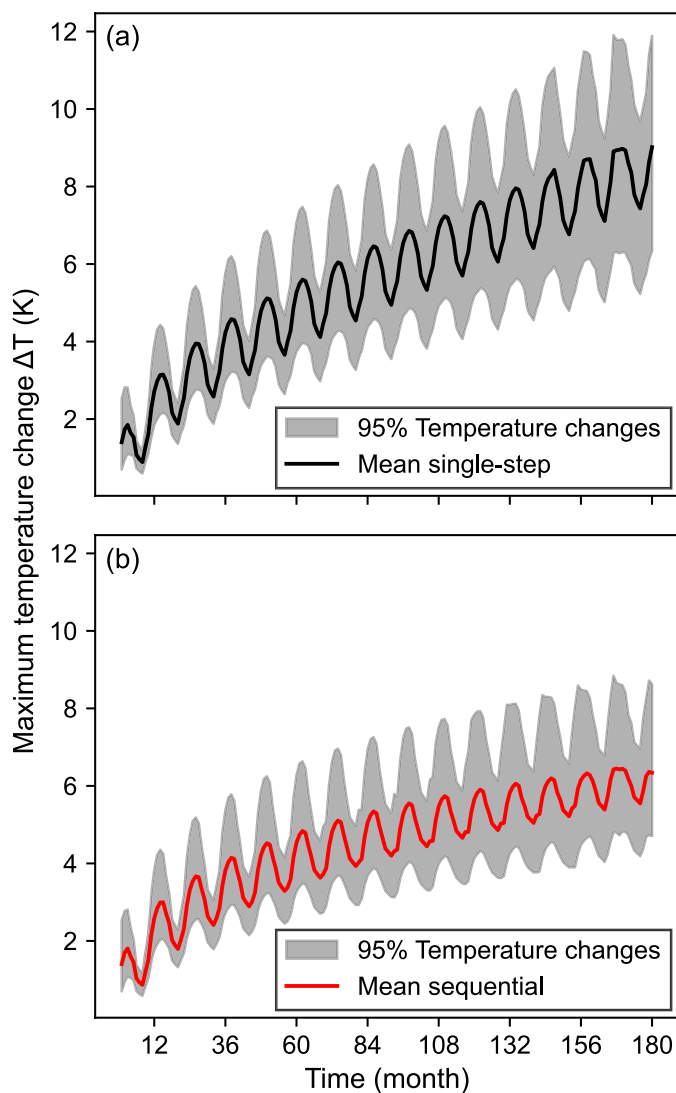 Maximum temperature change ΔT (K)
(a)
12
10
8
6
4
2
95% Temperature changes
Mean single-step
(b)
12
10
8
6
4
2
95% Temperature changes
Mean sequential
12 36 60 84 108 132 156 180
Time (month)